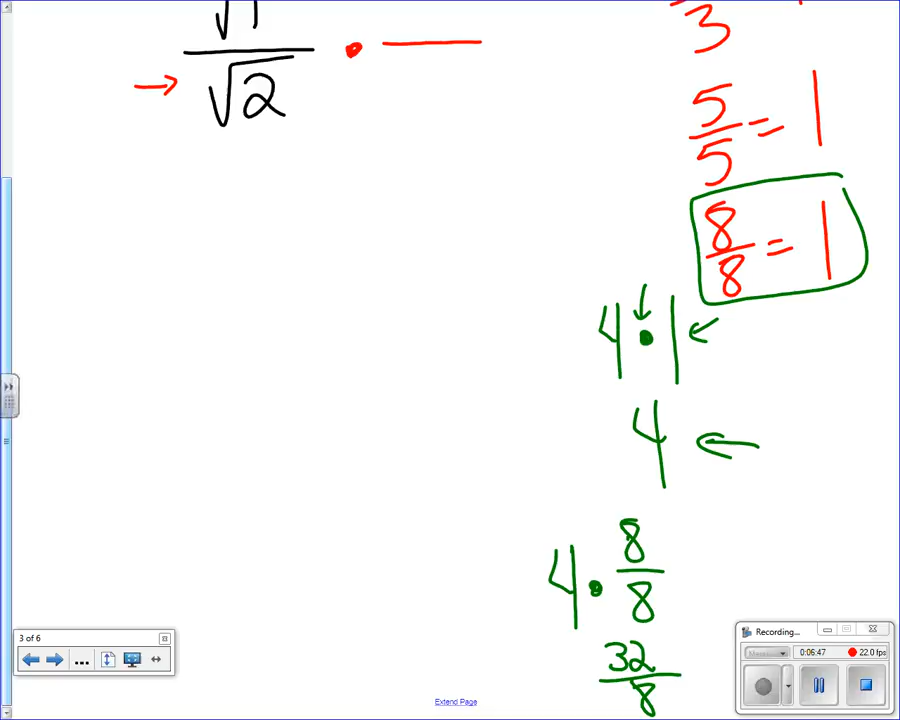 √1/√2 · —
/3
5/5 = 1
8/8 = 1
4 · 1
4
4 · 8/8
32/8
3 of 6
...
Extend Page
Recording...
0:06:47
22.0 fps